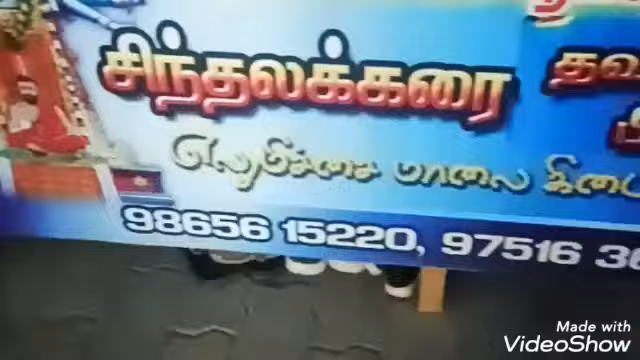 சிந்தலக்கரை
எலுமிச்சை மாலை
98656 15220, 97516
Made with
VideoShow